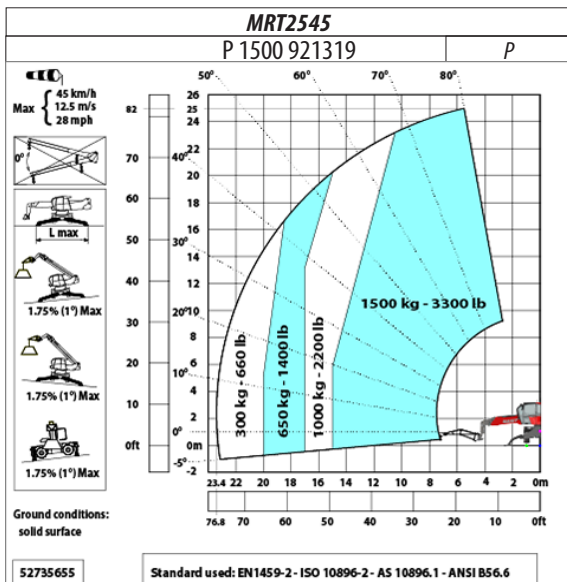 MRT2545
P 1500 921319
P
Max { 45 km/h
12.5 m/s
28 mph
0°
L max
1.75% (1°) Max
1.75% (1°) Max
1.75% (1°) Max
Ground conditions:
solid surface
82
70
60
50
40
30
20
10
0ft
26
25
24
22
20
18
16
14
12
10
8
6
4
2
0m
-2
50°
60°
70°
80°
40°
30°
20°
10°
0°
-5°
300 kg - 660 lb
650 kg - 1400 lb
1000 kg - 2200 lb
1500 kg - 3300 lb
23.4 22 20 18 16 14 12 10 8 6 4 2 0m
76.8 70 60 50 40 30 20 10 0ft
52735655
Standard used: EN1459-2 - ISO 10896-2 - AS 10896.1 - ANSI B56.6